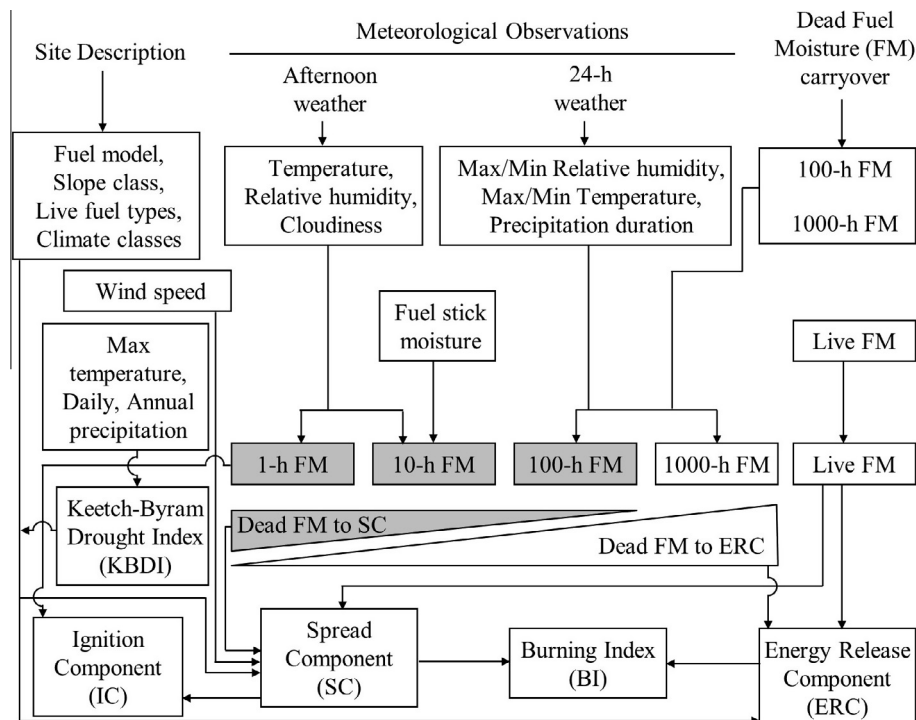 Site Description
Meteorological Observations
Afternoon
weather
24-h
weather
Dead Fuel
Moisture (FM)
carryover
Fuel model,
Slope class,
Live fuel types,
Climate classes
Temperature,
Relative humidity,
Cloudiness
Max/Min Relative humidity,
Max/Min Temperature,
Precipitation duration
100-h FM
1000-h FM
Wind speed
Fuel stick
moisture
Live FM
Max
temperature,
Daily, Annual
precipitation
1-h FM
10-h FM
100-h FM
1000-h FM
Live FM
Keetch-Byram
Drought Index
(KBDI)
Dead FM to SC
Dead FM to ERC
Ignition
Component
(IC)
Spread
Component
(SC)
Burning Index
(BI)
Energy Release
Component
(ERC)